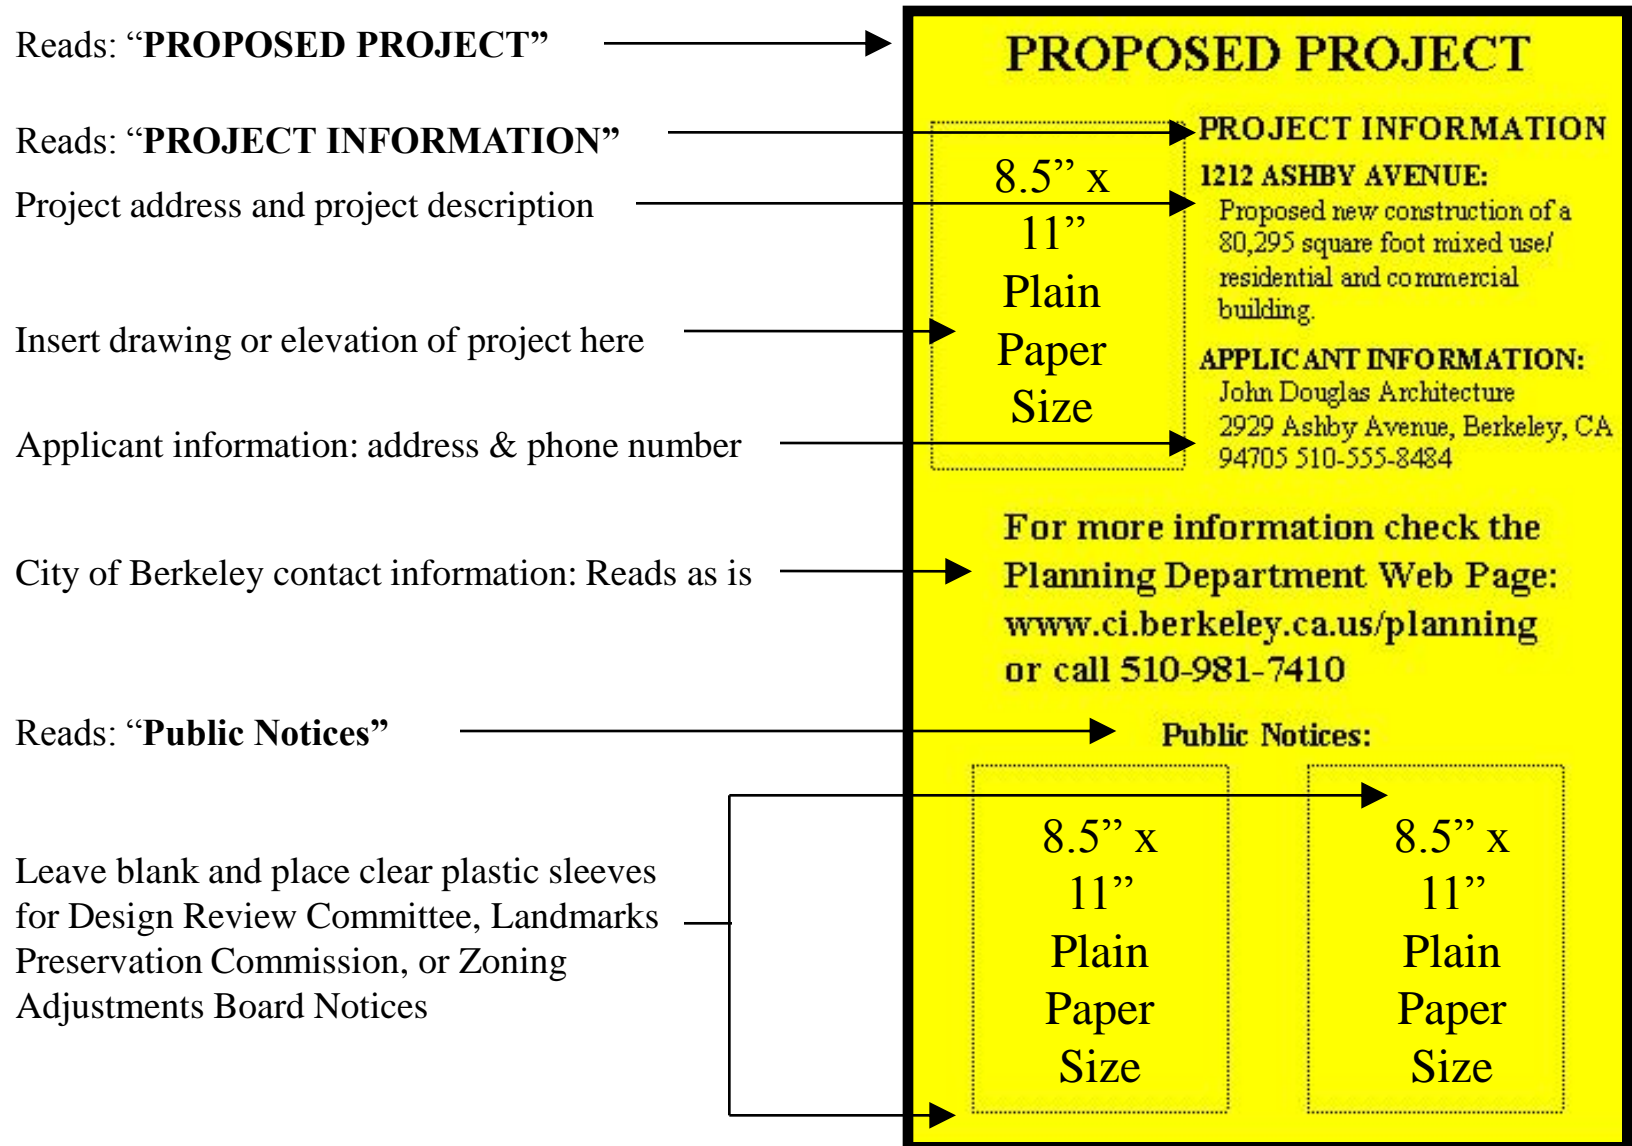 Reads: “PROPOSED PROJECT”
Reads: “PROJECT INFORMATION”
Project address and project description
Insert drawing or elevation of project here
Applicant information: address & phone number
City of Berkeley contact information: Reads as is
Reads: “Public Notices”
Leave blank and place clear plastic sleeves
for Design Review Committee, Landmarks
Preservation Commission, or Zoning
Adjustments Board Notices
PROPOSED PROJECT
8.5” x
11”
Plain
Paper
Size
PROJECT INFORMATION
1212 ASHBY AVENUE:
Proposed new construction of a
80,295 square foot mixed use/
residential and commercial
building.
APPLICANT INFORMATION:
John Douglas Architecture
2929 Ashby Avenue, Berkeley, CA
94705 510-555-8484
For more information check the
Planning Department Web Page:
www.ci.berkeley.ca.us/planning
or call 510-981-7410
Public Notices:
8.5” x
11”
Plain
Paper
Size
8.5” x
11”
Plain
Paper
Size